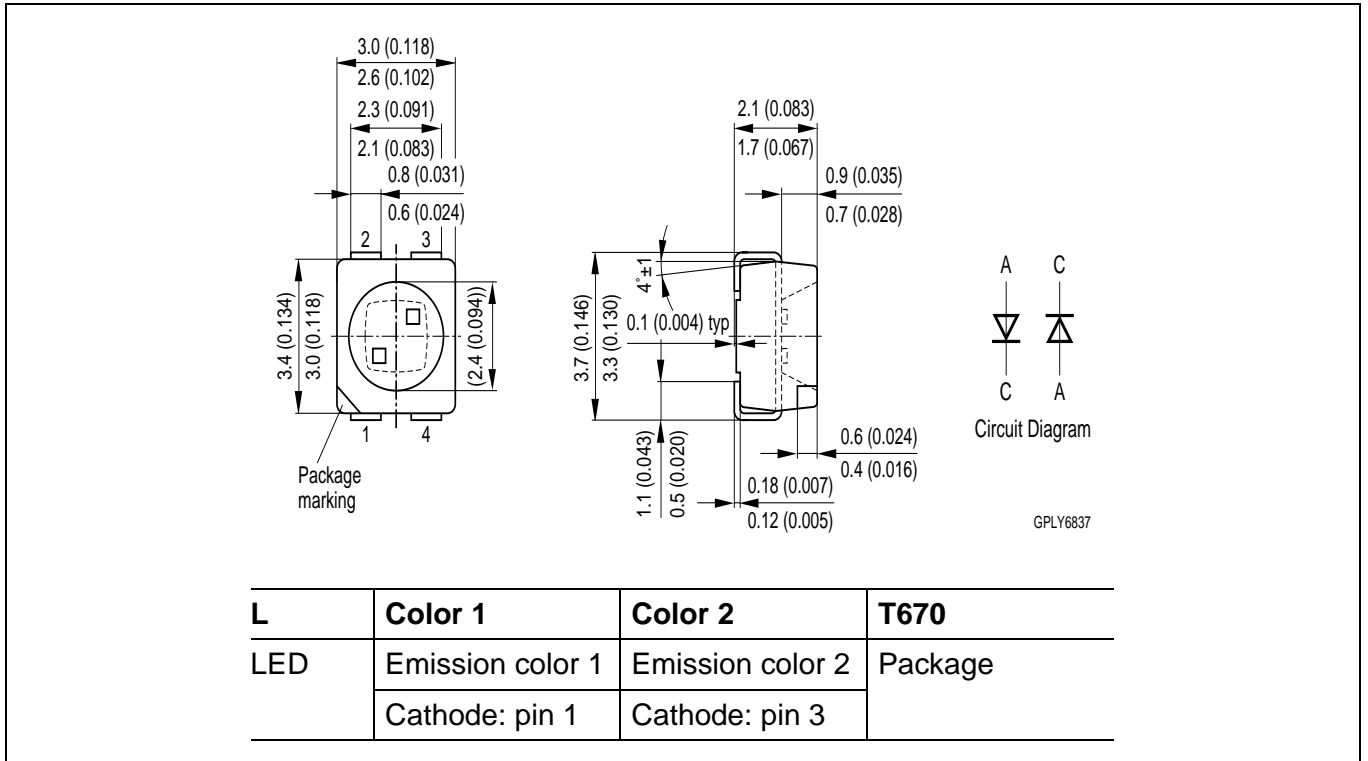 3.0 (0.118)
2.6 (0.102)
2.3 (0.091)
2.1 (0.083)
0.8 (0.031)
0.6 (0.024)
2 3
3.4 (0.134)
3.0 (0.118)
(2.4 (0.094))
1 4
Package
marking
2.1 (0.083)
1.7 (0.067)
0.9 (0.035)
0.7 (0.028)
4˚±1
3.7 (0.146)
3.3 (0.130)
0.1 (0.004) typ
1.1 (0.043)
0.5 (0.020)
0.6 (0.024)
0.4 (0.016)
0.18 (0.007)
0.12 (0.005)
A C
C A
Circuit Diagram
GPLY6837
L Color 1 Color 2 T670
LED Emission color 1 Emission color 2 Package
Cathode: pin 1 Cathode: pin 3